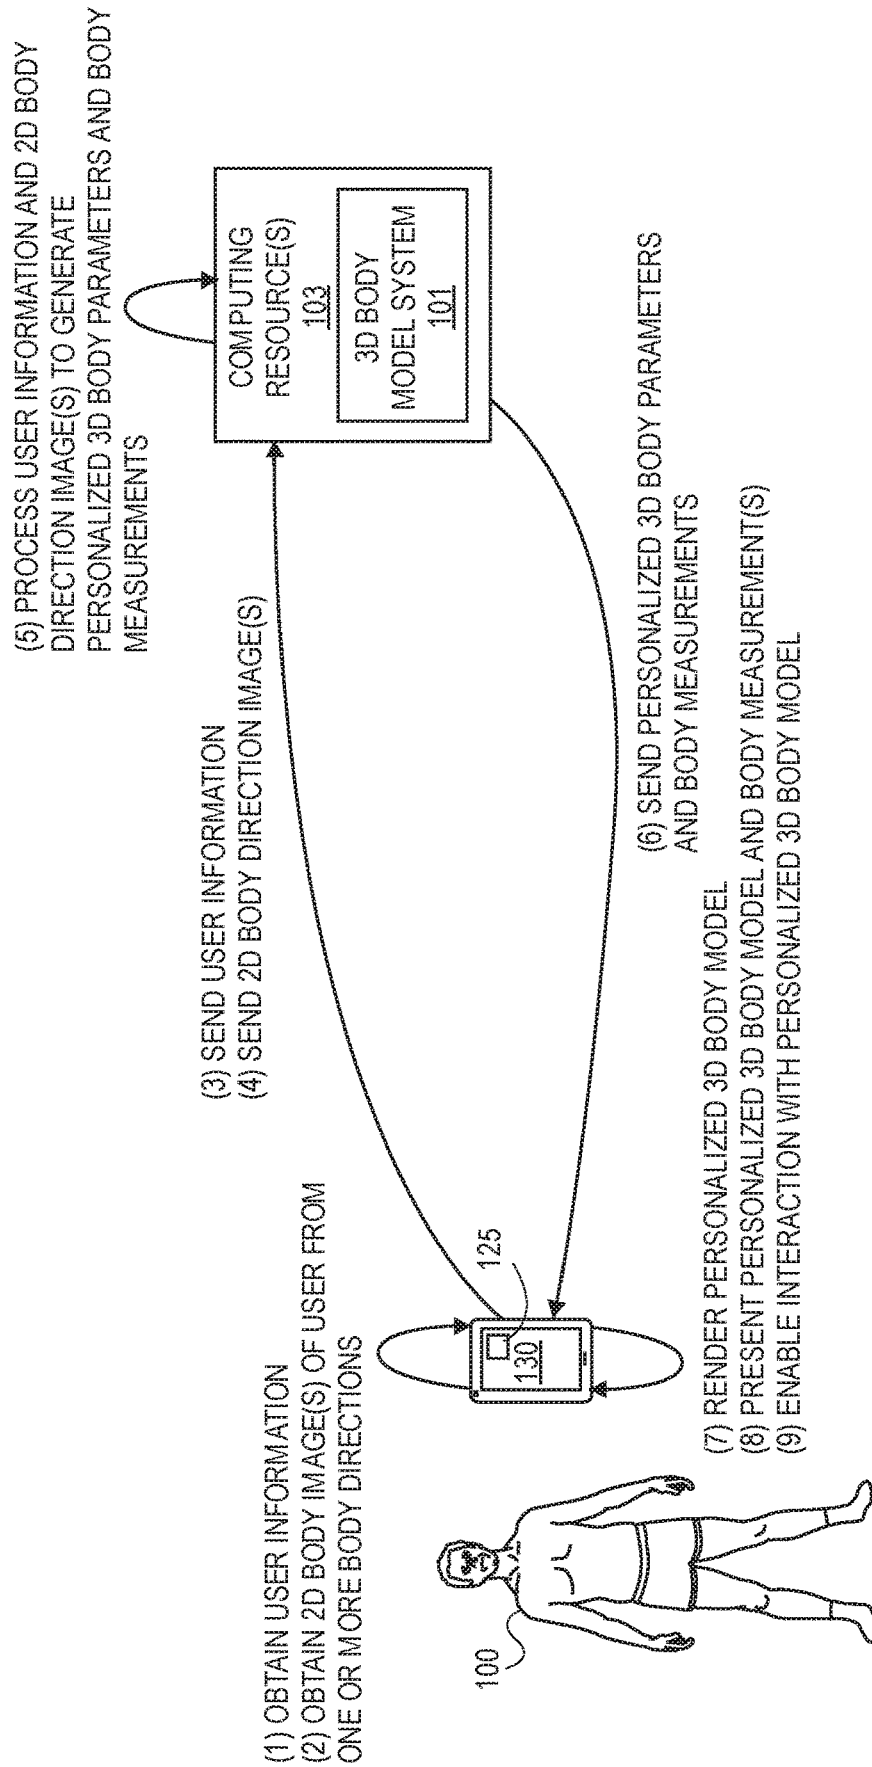 (1) OBTAIN USER INFORMATION
(2) OBTAIN 2D BODY IMAGE(S) OF USER FROM
ONE OR MORE BODY DIRECTIONS
(3) SEND USER INFORMATION
(4) SEND 2D BODY DIRECTION IMAGE(S)
(5) PROCESS USER INFORMATION AND 2D BODY
DIRECTION IMAGE(S) TO GENERATE
PERSONALIZED 3D BODY PARAMETERS AND BODY
MEASUREMENTS
COMPUTING
RESOURCE(S)
103
3D BODY
MODEL SYSTEM
101
(6) SEND PERSONALIZED 3D BODY PARAMETERS
AND BODY MEASUREMENTS
125
130
100
(7) RENDER PERSONALIZED 3D BODY MODEL
(8) PRESENT PERSONALIZED 3D BODY MODEL AND BODY MEASUREMENT(S)
(9) ENABLE INTERACTION WITH PERSONALIZED 3D BODY MODEL